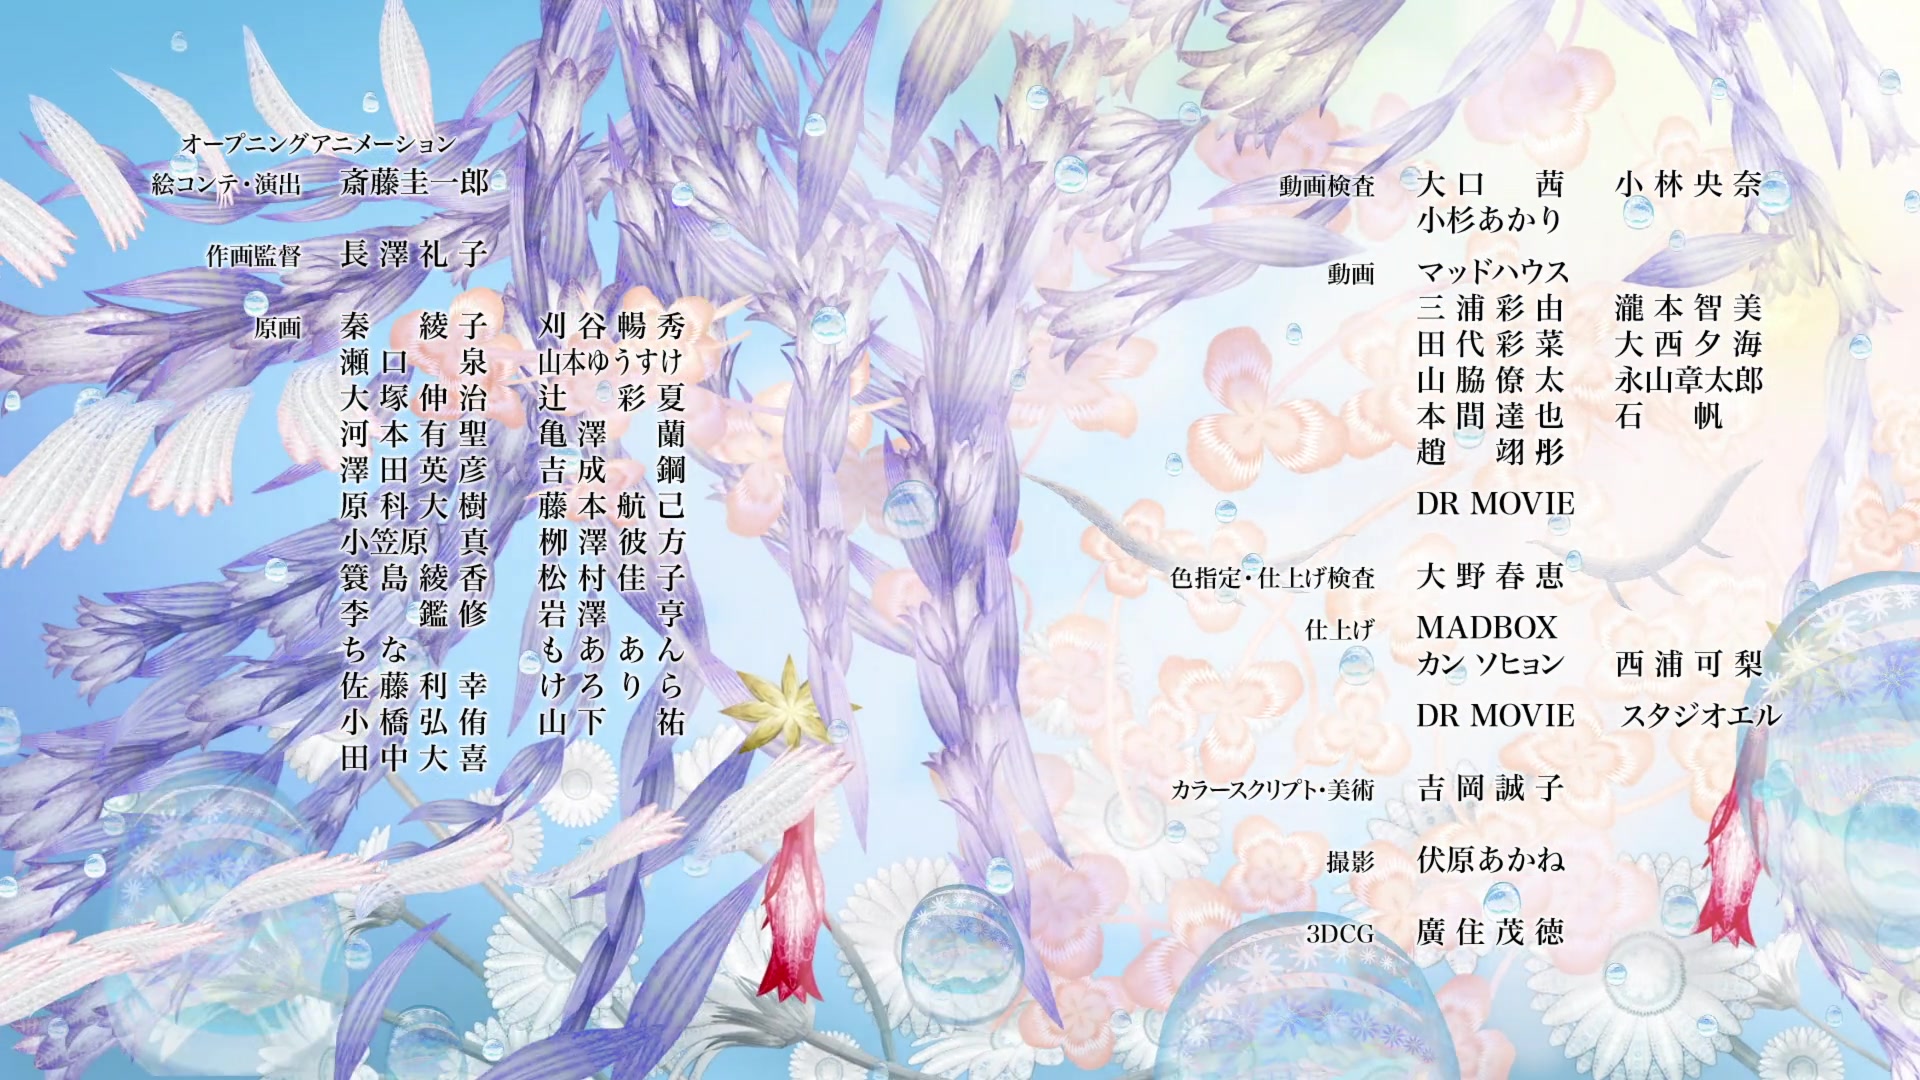 オープニングアニメーション
絵コンテ・演出 斎藤圭一郎
作画監督 長澤礼子
原画 秦綾子 刈谷暢秀
瀬口泉 山本ゆうすけ
大塚伸治 辻彩夏
河本有聖 亀澤蘭
澤田英彦 吉成鋼
原科大樹 藤本航己
小笠原真 柳澤彼方
簑島綾香 松村佳子
李鑑修 岩澤亨
ちな もああん
佐藤利幸 けろりら
小橋弘侑 山下祐
田中大喜
動画検査 大口茜 小林央奈
小杉あかり
動画 マッドハウス
三浦彩由 瀧本智美
田代彩菜 大西夕海
山脇僚太 永山章太郎
本間達也 石帆
趙翊彤
DR MOVIE
色指定・仕上げ検査 大野春恵
仕上げ MADBOX
カン ソヒョン 西浦可梨
DR MOVIE スタジオエル
カラースクリプト・美術 吉岡誠子
撮影 伏原あかね
3DCG 廣住茂徳